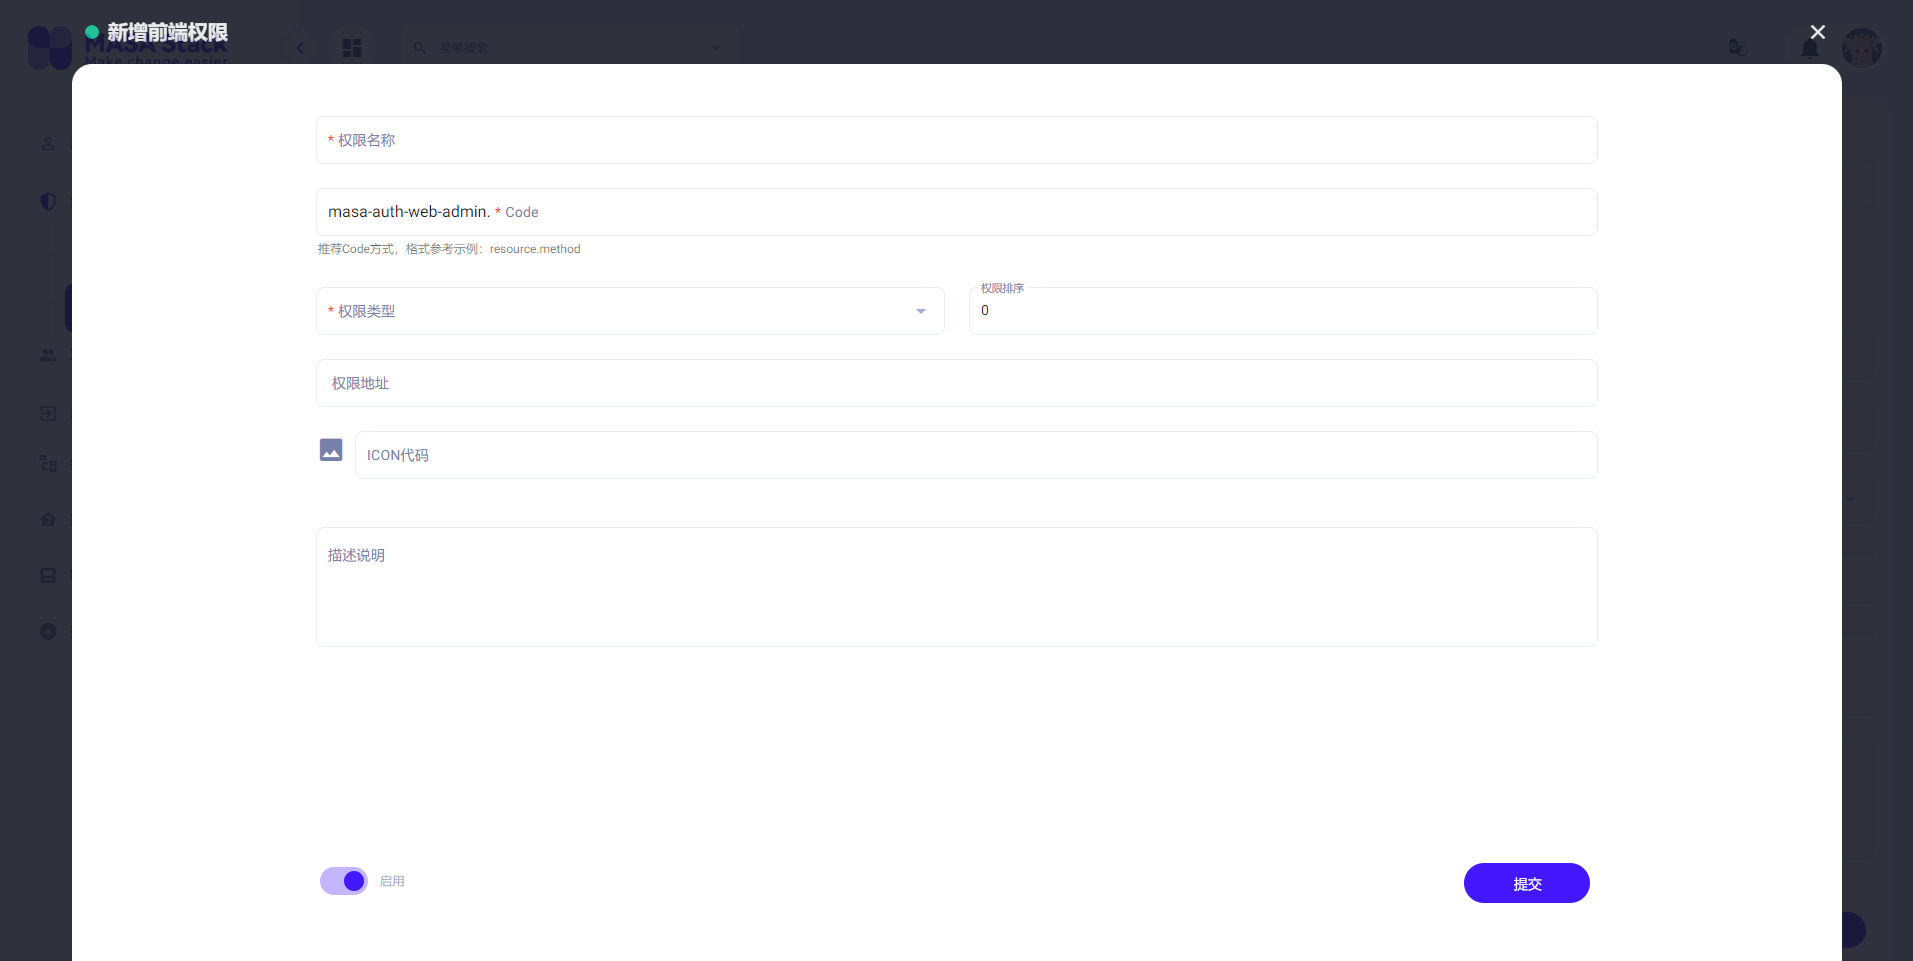 新增前端权限
MASA Stack
Make change easier
菜单搜索
* 权限名称
masa-auth-web-admin. * Code
推荐Code方式，格式参考示例：resource.method
* 权限类型
权限排序
0
权限地址
ICON代码
描述说明
启用
提交